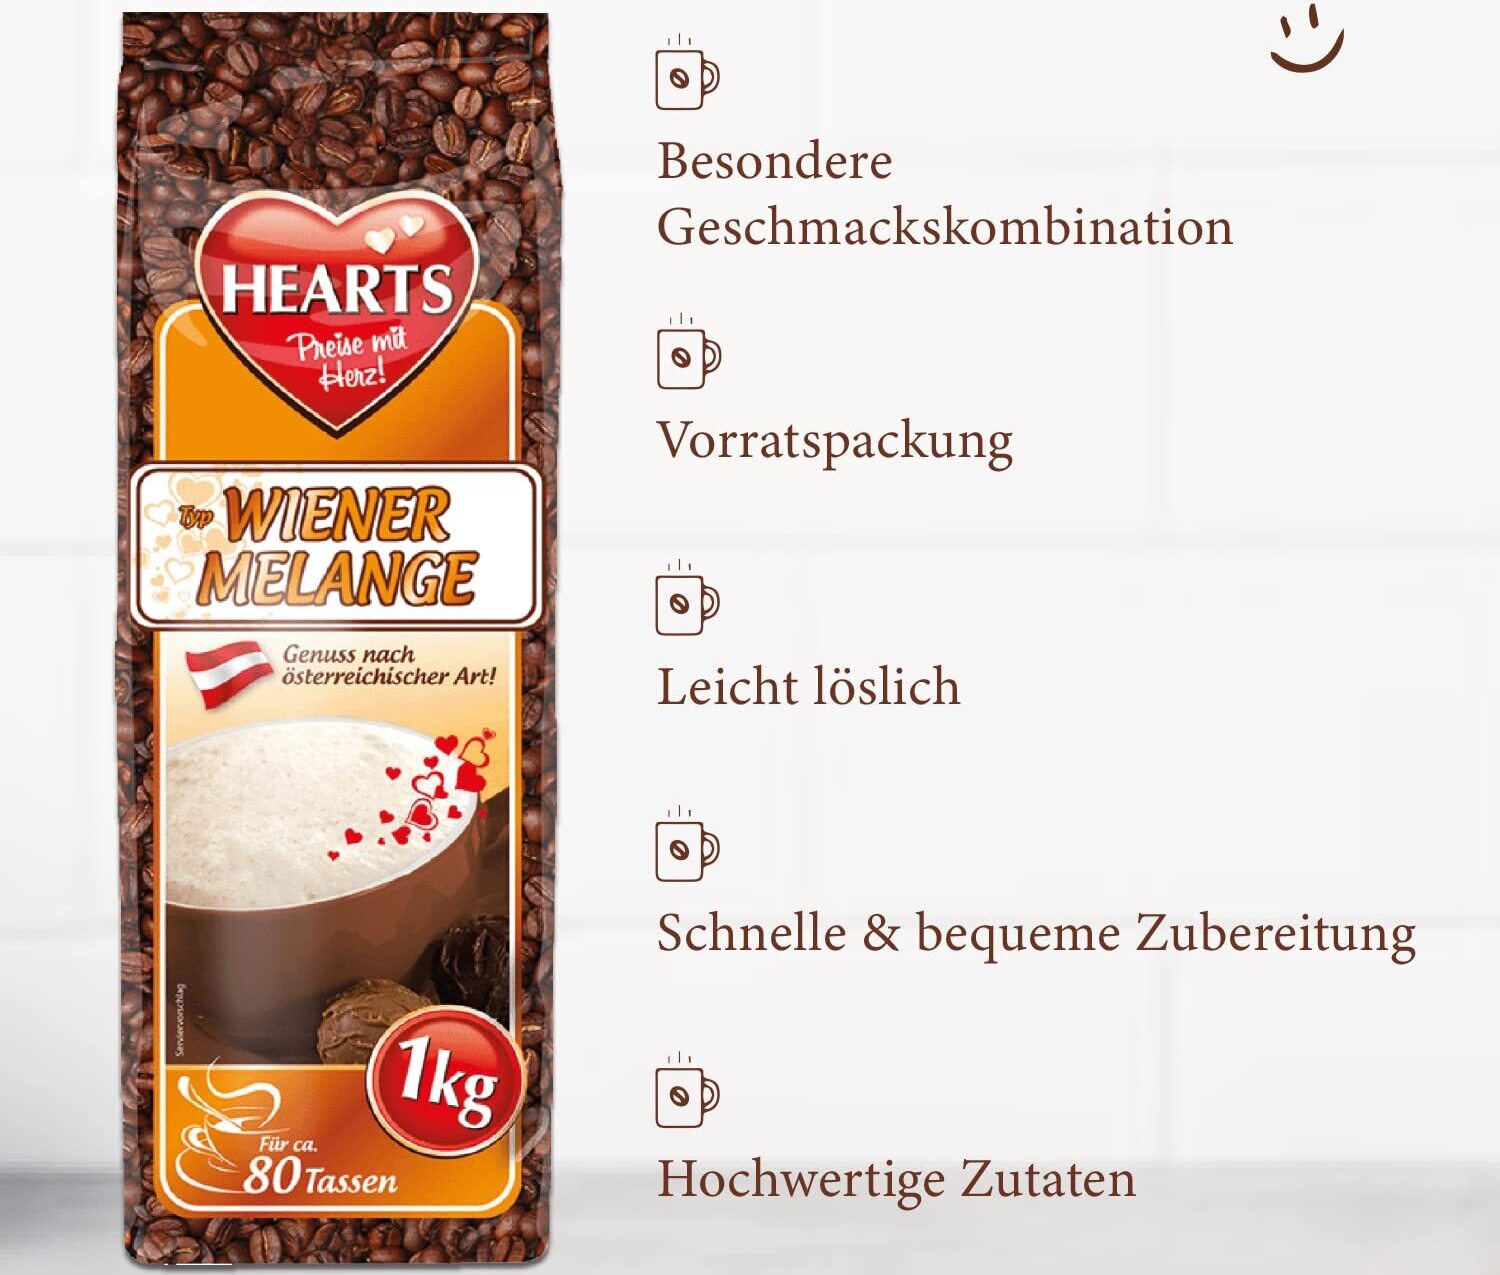 HEARTS
Preise mit
Herz!
Typ WIENER
MELANGE
Genuss nach
österreichischer Art!
Serviervorschlag
1kg
Für ca.
80 Tassen
Besondere
Geschmackskombination
Vorratspackung
Leicht löslich
Schnelle & bequeme Zubereitung
Hochwertige Zutaten